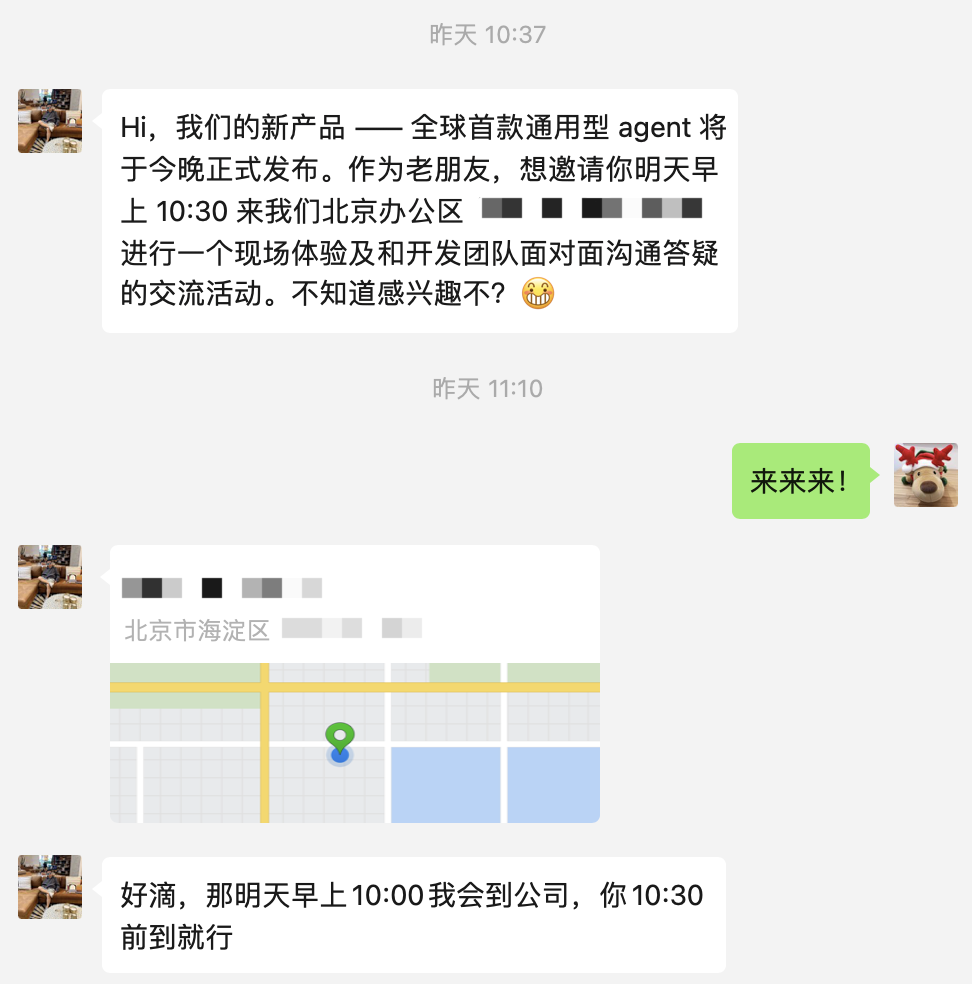 昨天 10:37
Hi，我们的新产品 —— 全球首款通用型 agent 将
于今晚正式发布。作为老朋友，想邀请你明天早
上 10:30 来我们北京办公区
进行一个现场体验及和开发团队面对面沟通答疑
的交流活动。不知道感兴趣不？😁
昨天 11:10
来来来！
北京市海淀区
好滴，那明天早上10:00我会到公司，你10:30
前到就行